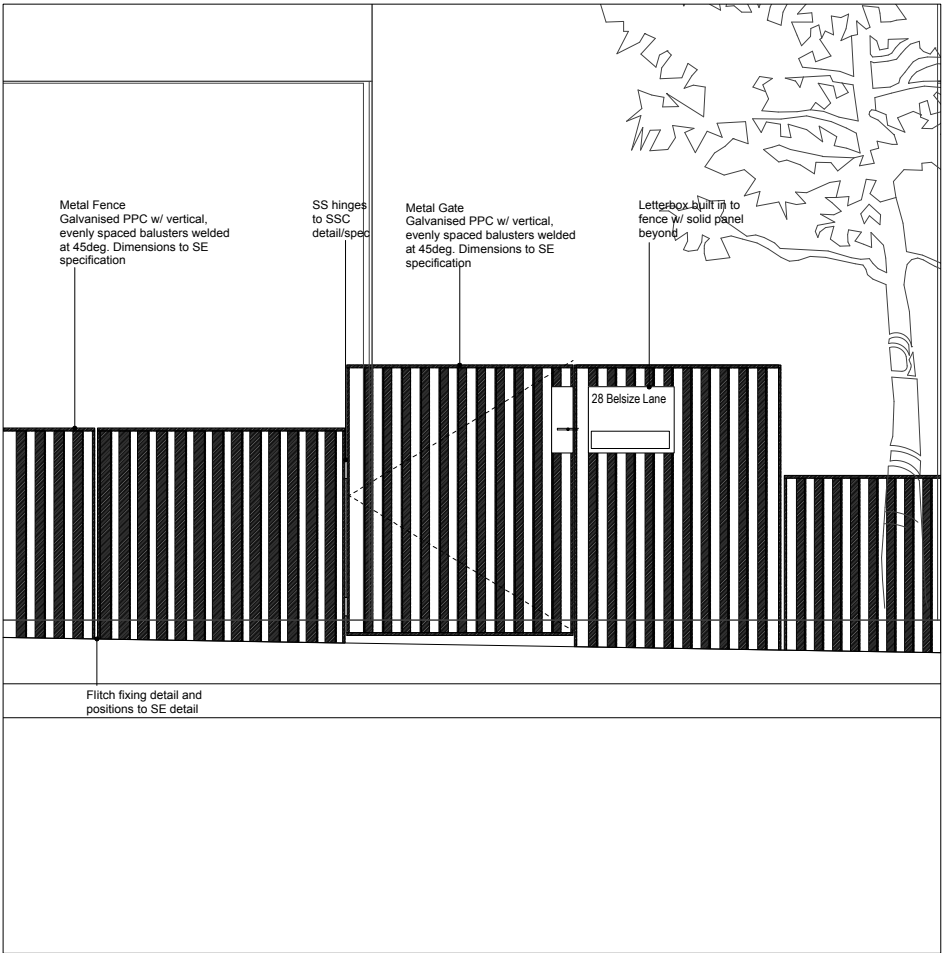 Metal Fence
Galvanised PPC w/ vertical,
evenly spaced balusters welded
at 45deg. Dimensions to SE
specification
SS hinges
to SSC
detail/spec
Metal Gate
Galvanised PPC w/ vertical,
evenly spaced balusters welded
at 45deg. Dimensions to SE
specification
Letterbox built in to
fence w/ solid panel
beyond
28 Belsize Lane
Flitch fixing detail and
positions to SE detail